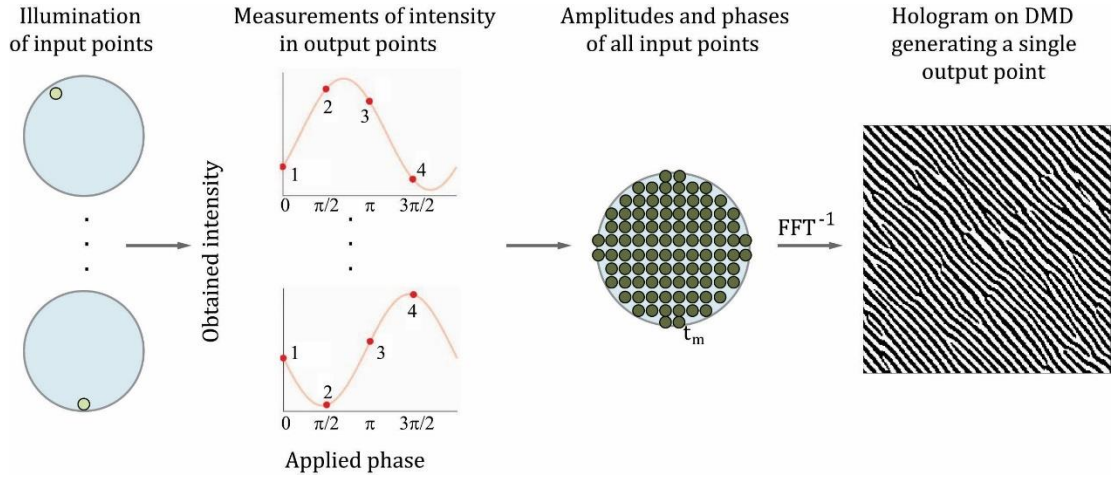 Illumination
of input points
Measurements of intensity
in output points
Amplitudes and phases
of all input points
Hologram on DMD
generating a single
output point
Obtained intensity
1
2
3
4
0 π/2 π 3π/2
1
2
3
4
0 π/2 π 3π/2
Applied phase
tm
FFT-1